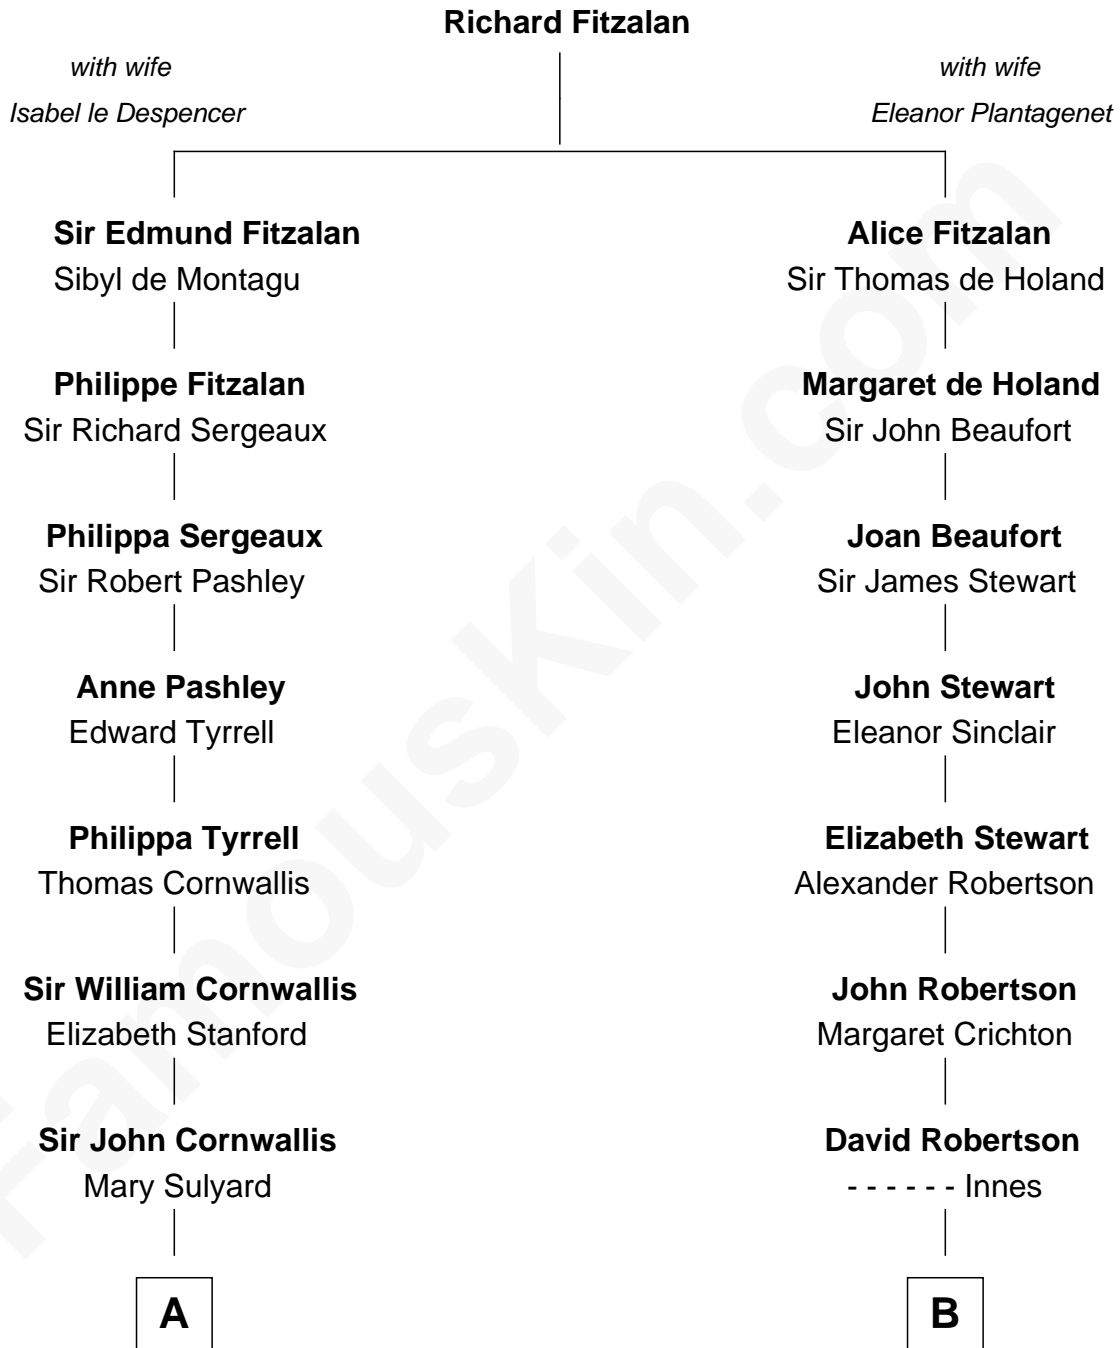 Richard Fitzalan
with wife
Isabel le Despencer
with wife
Eleanor Plantagenet
Sir Edmund Fitzalan
Sibyl de Montagu
Alice Fitzalan
Sir Thomas de Holand
Philippe Fitzalan
Sir Richard Sergeaux
Margaret de Holand
Sir John Beaufort
Philippa Sergeaux
Sir Robert Pashley
Joan Beaufort
Sir James Stewart
Anne Pashley
Edward Tyrrell
John Stewart
Eleanor Sinclair
Philippa Tyrrell
Thomas Cornwallis
Elizabeth Stewart
Alexander Robertson
Sir William Cornwallis
Elizabeth Stanford
John Robertson
Margaret Crichton
Sir John Cornwallis
Mary Sulyard
David Robertson
- - - - - - Innes
A
B
FamousKin.com